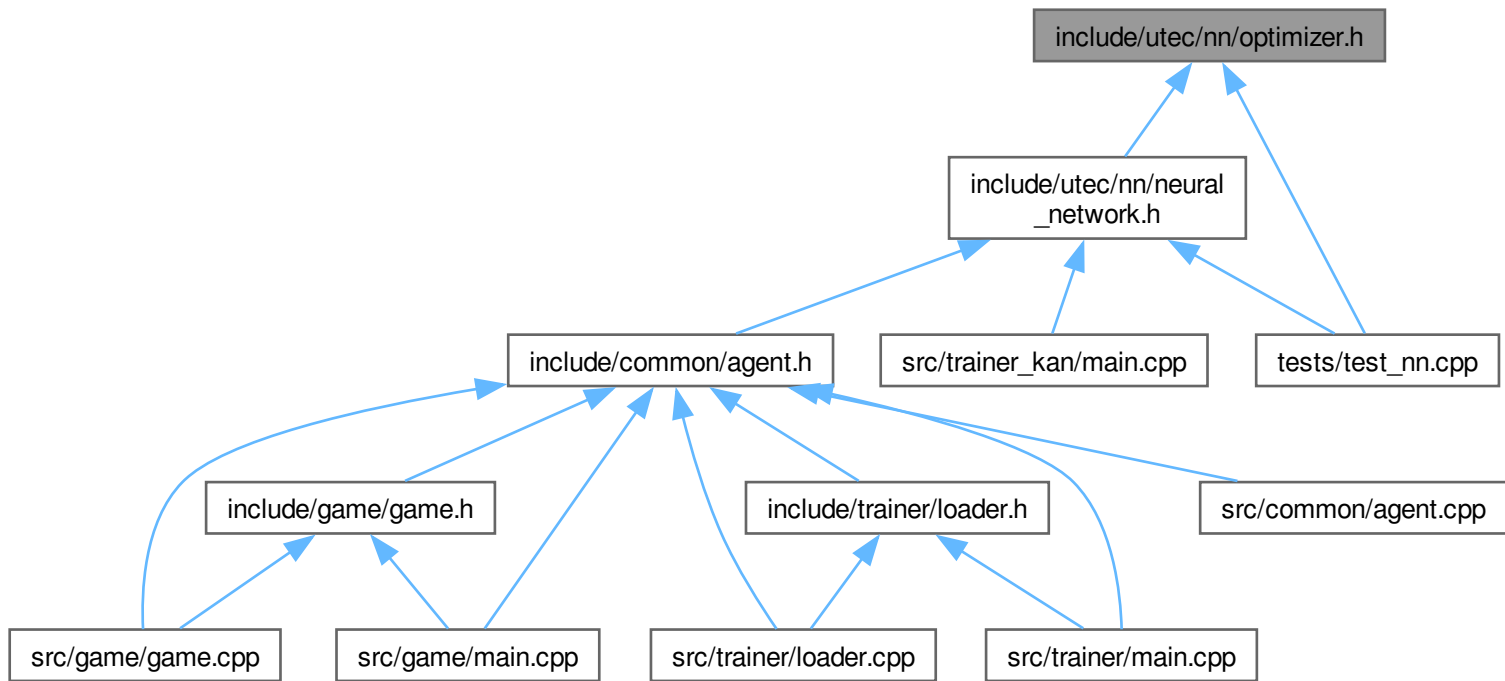 include/utec/nn/optimizer.h
include/utec/nn/neural
_network.h
include/common/agent.h
src/trainer_kan/main.cpp
tests/test_nn.cpp
include/game/game.h
include/trainer/loader.h
src/common/agent.cpp
src/game/game.cpp
src/game/main.cpp
src/trainer/loader.cpp
src/trainer/main.cpp